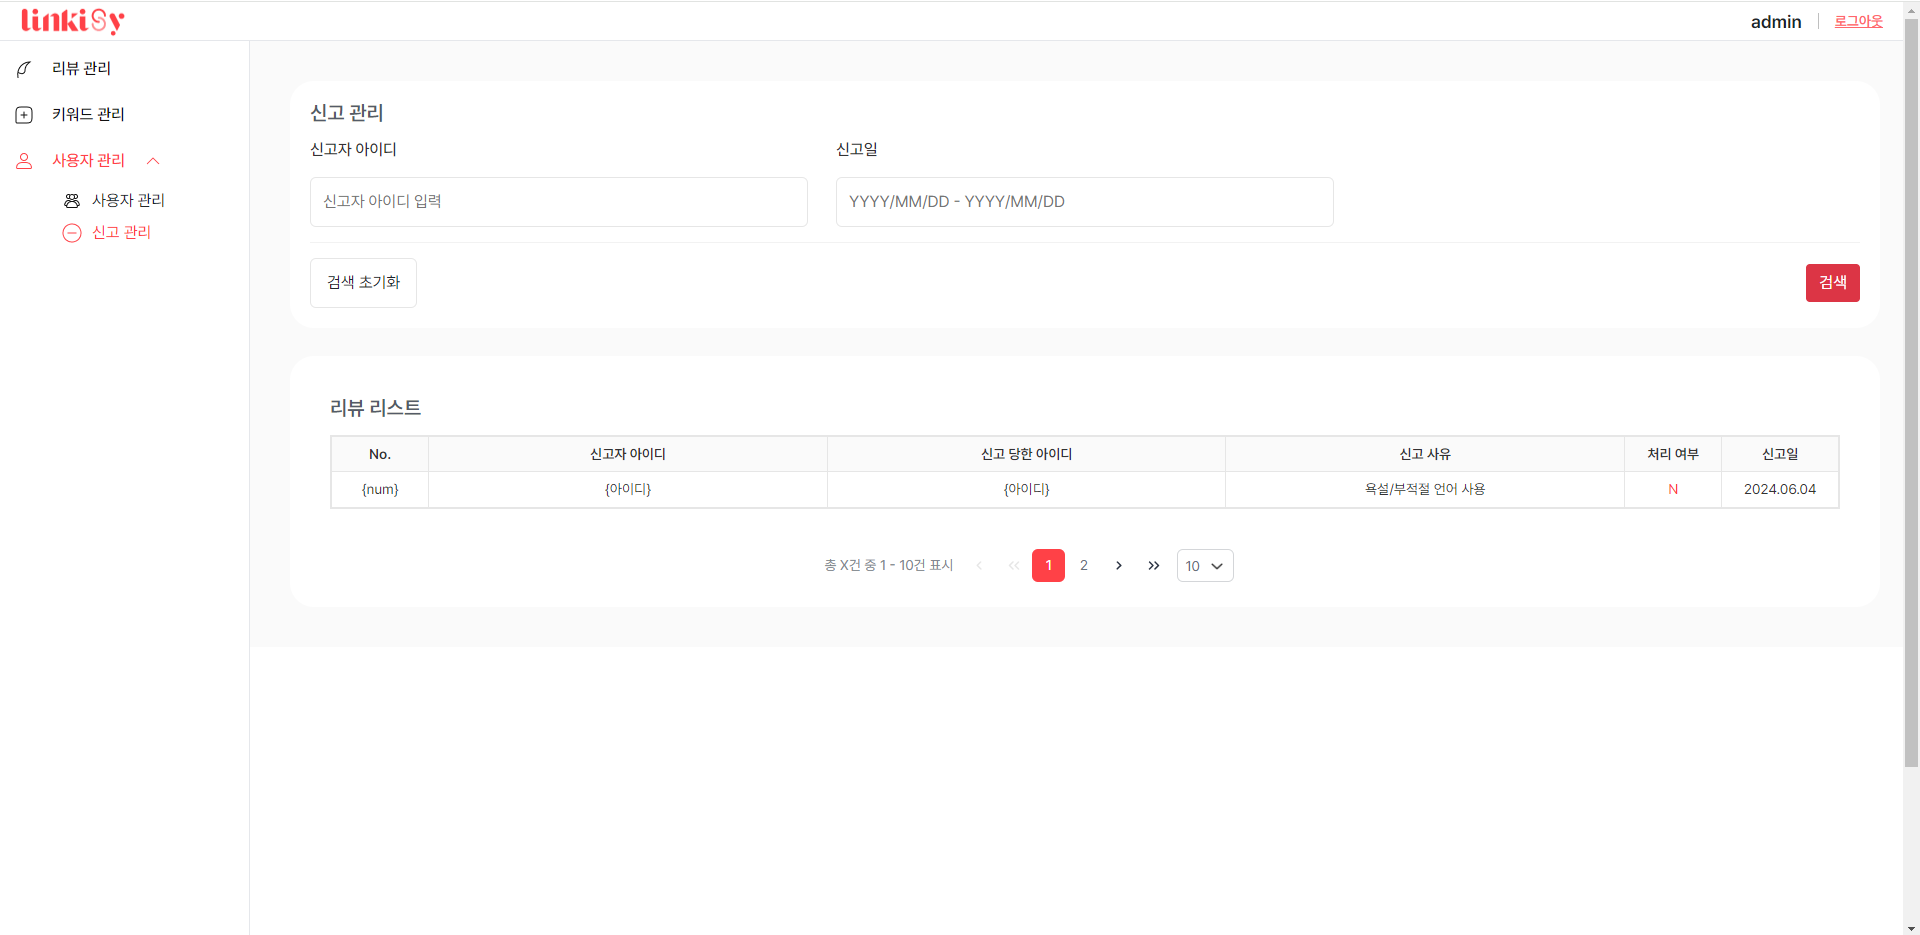 linkisy
admin
로그아웃
리뷰 관리
키워드 관리
사용자 관리
사용자 관리
신고 관리
신고 관리
신고자 아이디 신고일
신고자 아이디 입력 YYYY/MM/DD - YYYY/MM/DD
검색 초기화 검색
리뷰 리스트
No. 신고자 아이디 신고 당한 아이디 신고 사유 처리 여부 신고일
{num} {아이디} {아이디} 욕설/부적절 언어 사용 N 2024.06.04
총 X건 중 1 - 10건 표시 ‹ « 1 2 › » 10